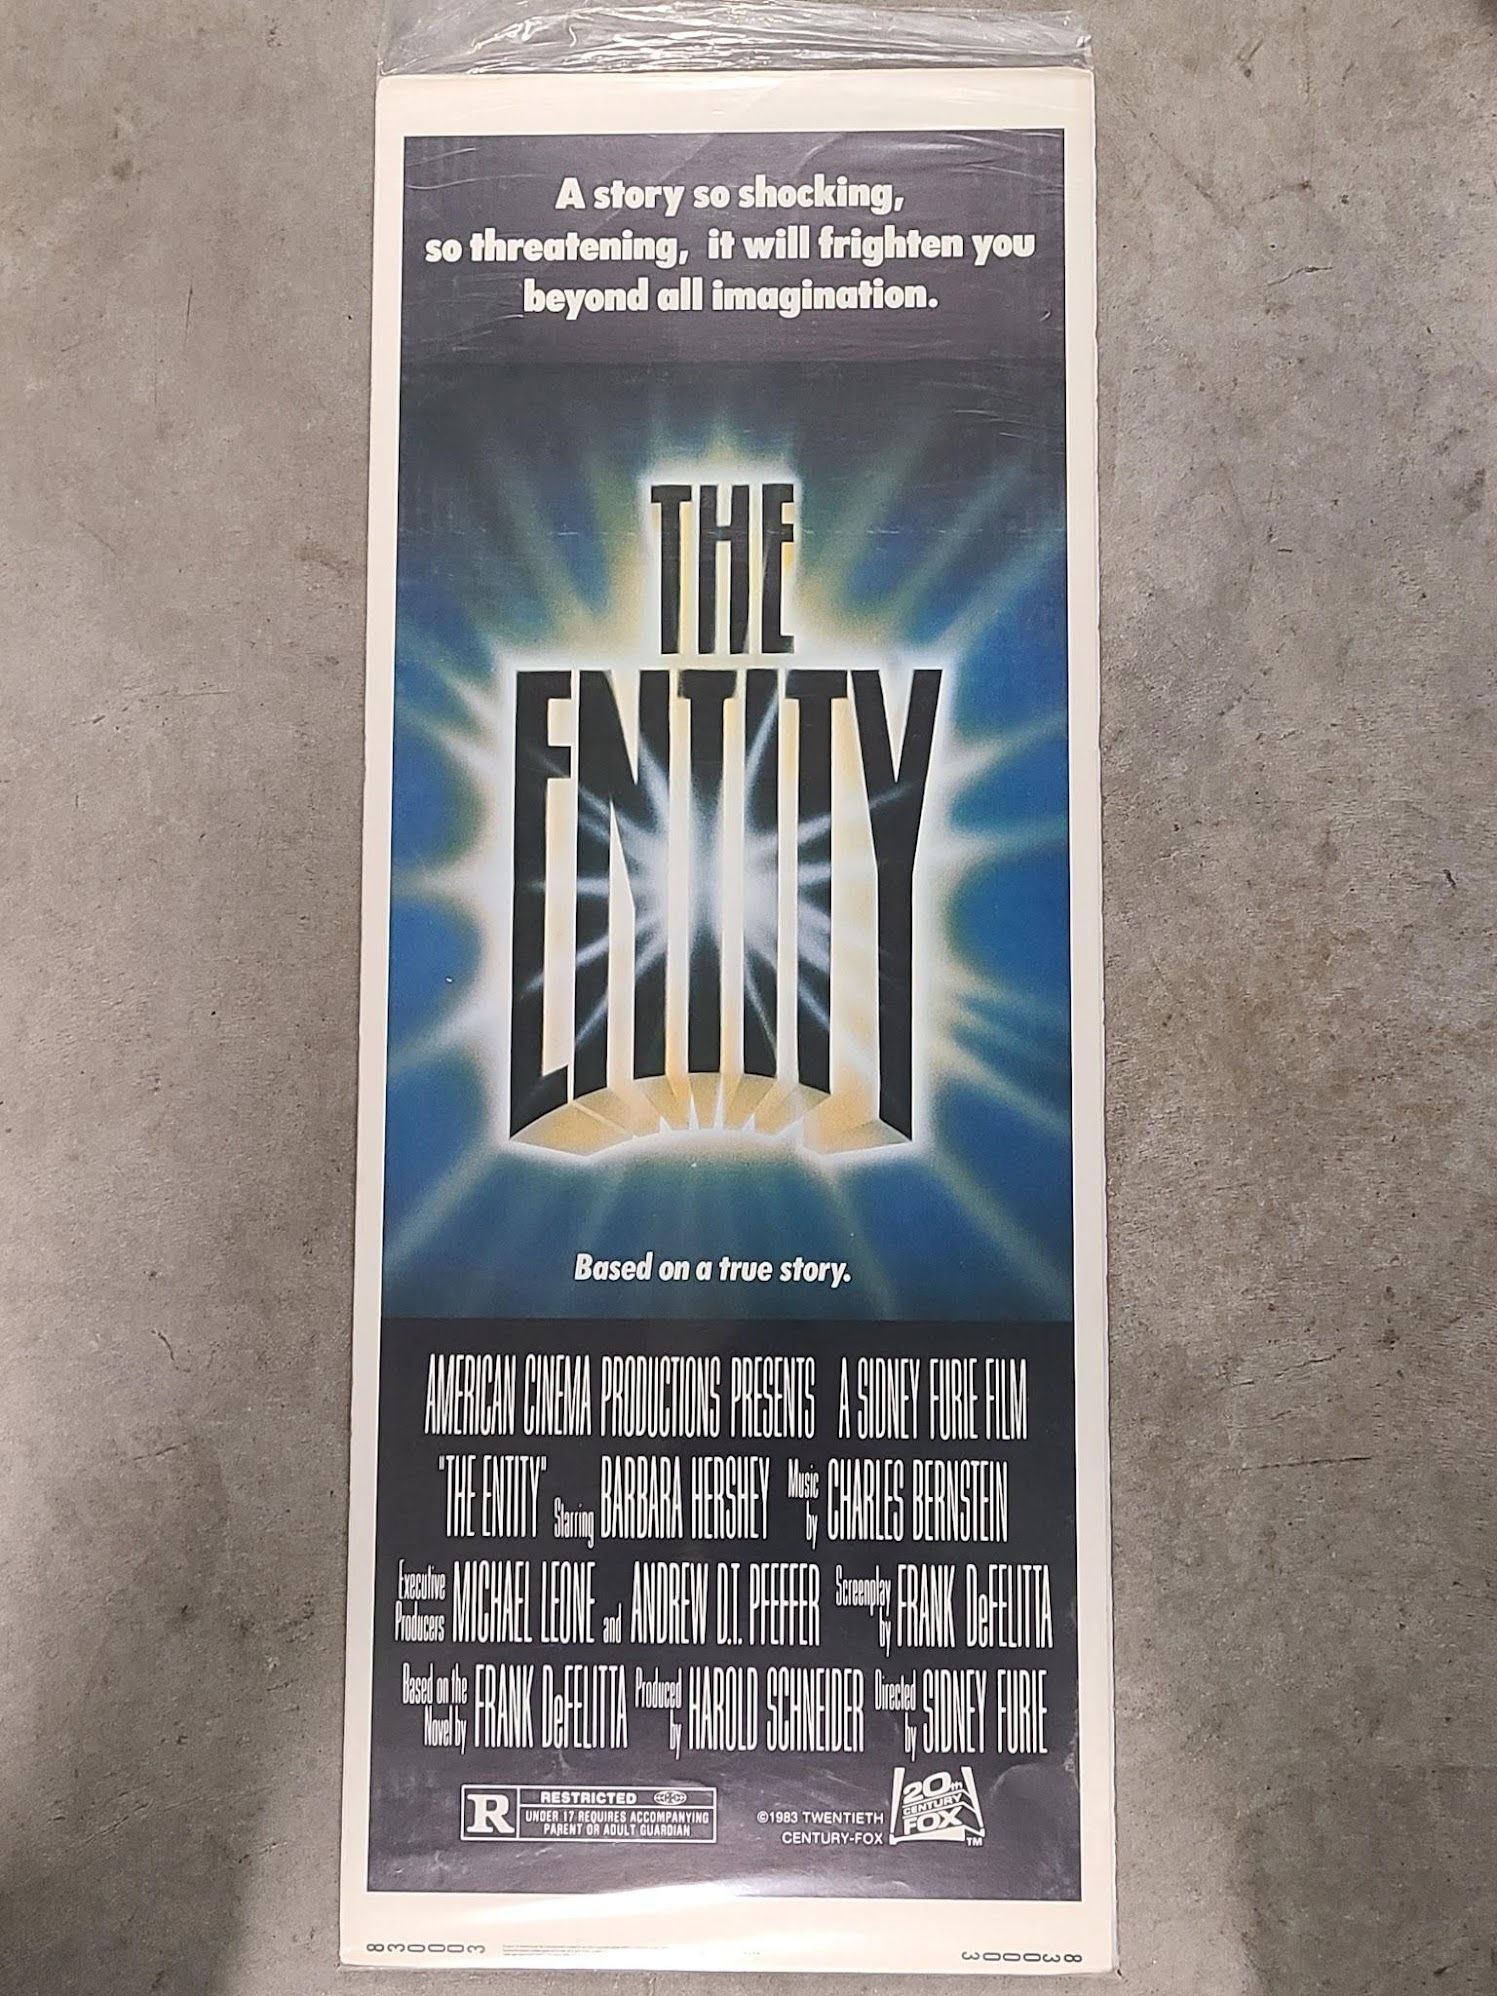 A story so shocking,
so threatening, it will frighten you
beyond all imagination.
THE
ENTITY
Based on a true story.
AMERICAN CINEMA PRODUCTIONS PRESENTS A SIDNEY FURIE FILM
"THE ENTITY" Starring BARBARA HERSHEY Music by CHARLES BERNSTEIN
Executive Producers MICHAEL LEONE and ANDREW D.T. PFEFFER Screenplay by FRANK DeFELITTA
Based on the Novel by FRANK DeFELITTA Produced by HAROLD SCHNEIDER Directed by SIDNEY FURIE
R RESTRICTED
UNDER 17 REQUIRES ACCOMPANYING
PARENT OR ADULT GUARDIAN
©1983 TWENTIETH
CENTURY-FOX
20th
CENTURY
FOX
TM
830003
830003